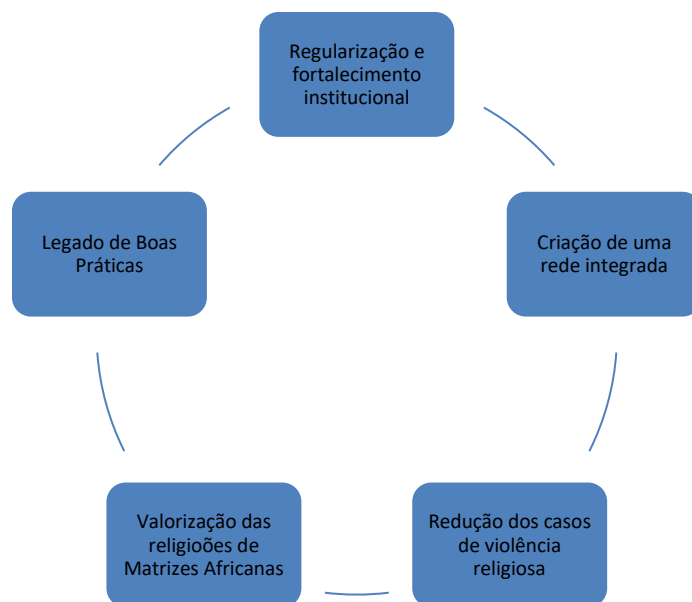 Regularização e
fortalecimento
institucional
Legado de Boas
Práticas
Criação de uma
rede integrada
Valorização das
religioões de
Matrizes Africanas
Redução dos casos
de violência
religiosa